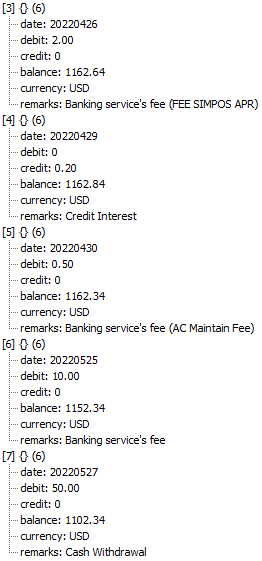 [3] {} (6)
date: 20220426
debit: 2.00
credit: 0
balance: 1162.64
currency: USD
remarks: Banking service's fee (FEE SIMPOS APR)
[4] {} (6)
date: 20220429
debit: 0
credit: 0.20
balance: 1162.84
currency: USD
remarks: Credit Interest
[5] {} (6)
date: 20220430
debit: 0.50
credit: 0
balance: 1162.34
currency: USD
remarks: Banking service's fee (AC Maintain Fee)
[6] {} (6)
date: 20220525
debit: 10.00
credit: 0
balance: 1152.34
currency: USD
remarks: Banking service's fee
[7] {} (6)
date: 20220527
debit: 50.00
credit: 0
balance: 1102.34
currency: USD
remarks: Cash Withdrawal